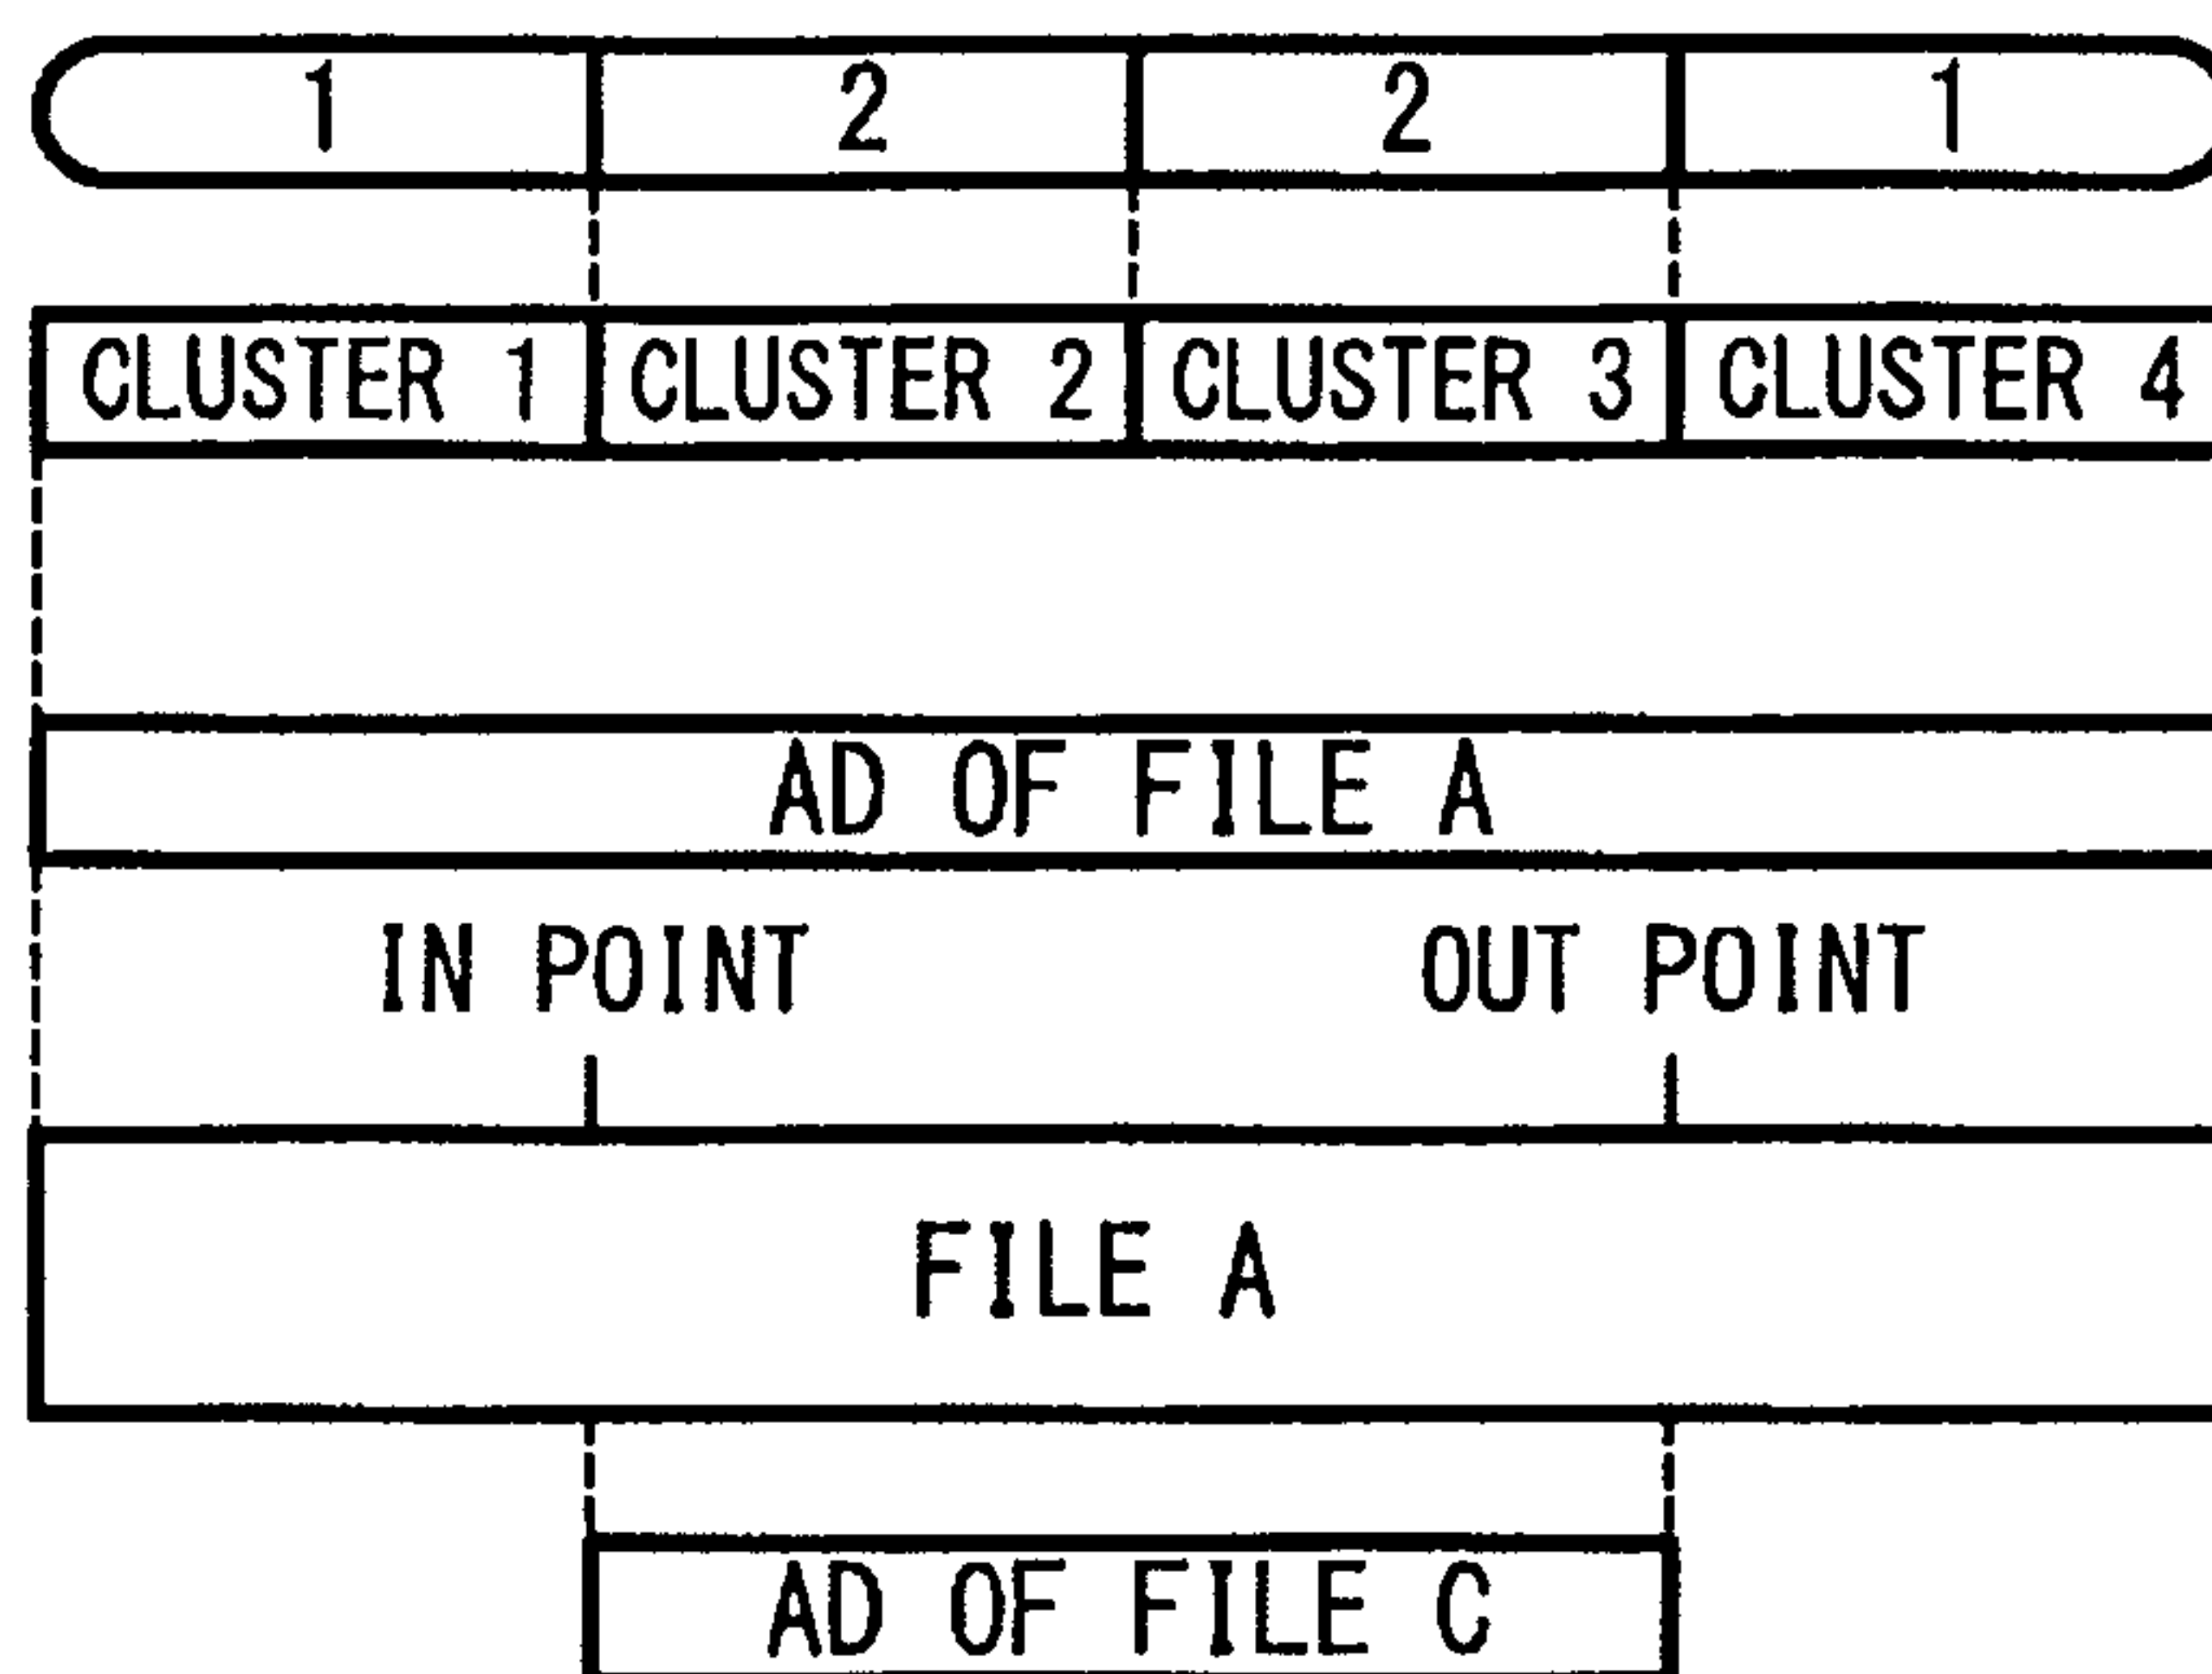 1 2 2 1
CLUSTER 1 CLUSTER 2 CLUSTER 3 CLUSTER 4
AD OF FILE A
IN POINT OUT POINT
FILE A
AD OF FILE C